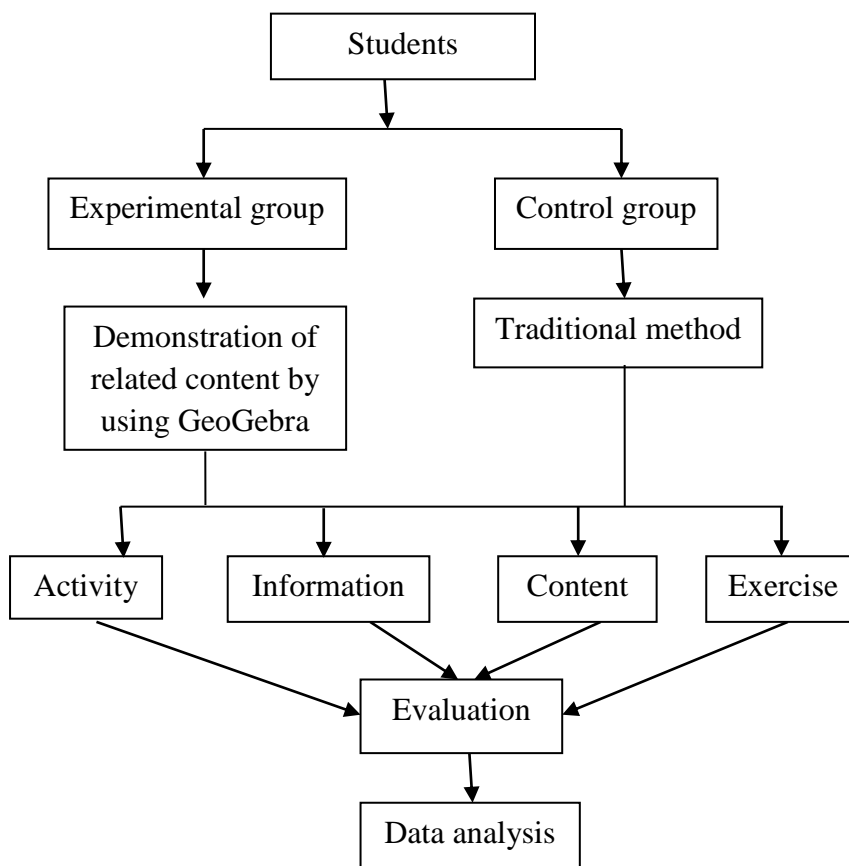 Students
Experimental group
Control group
Demonstration of
related content by
using GeoGebra
Traditional method
Activity
Information
Content
Exercise
Evaluation
Data analysis